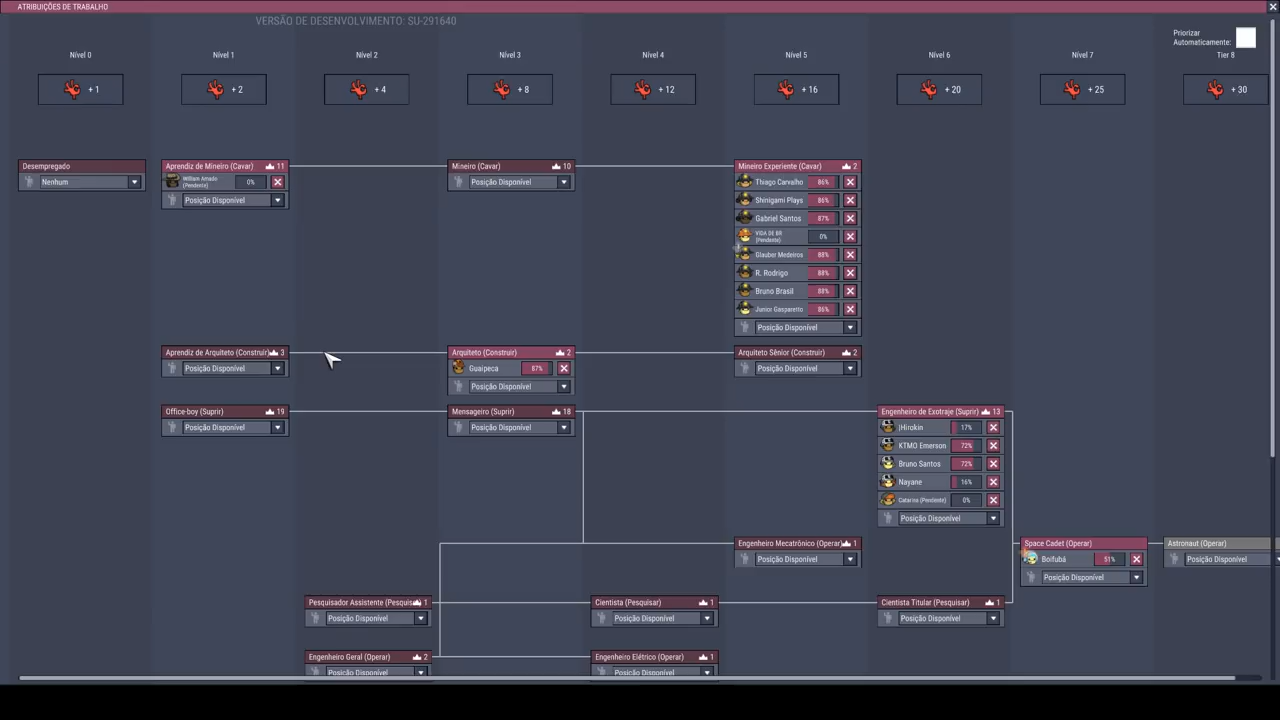 ATRIBUIÇÕES DE TRABALHO
VERSÃO DE DESENVOLVIMENTO: SU-291640
Priorizar
Automaticamente:
Nível 0
Nível 1
Nível 2
Nível 3
Nível 4
Nível 5
Nível 6
Nível 7
Tier 8
+ 1
+ 2
+ 4
+ 8
+ 12
+ 16
+ 20
+ 25
+ 30
Desempregado
Nenhum
Aprendiz de Mineiro (Cavar) 11
William Amado
(Pendente) 0%
Posição Disponível
Mineiro (Cavar) 10
Posição Disponível
Mineiro Experiente (Cavar) 2
Thiago Carvalho 86%
Shinigami Plays 86%
Gabriel Santos 87%
VIDA DE BR
(Pendente) 0%
Glauber Medeiros 88%
R. Rodrigo 88%
Bruno Brasil 88%
Junior Gasparetto 86%
Posição Disponível
Aprendiz de Arquiteto (Construir) 3
Posição Disponível
Arquiteto (Construir) 2
Guaipeca 87%
Posição Disponível
Arquiteto Sênior (Construir) 2
Posição Disponível
Office-boy (Suprir) 19
Posição Disponível
Mensageiro (Suprir) 18
Posição Disponível
Engenheiro de Exotraje (Suprir) 13
|Hirokin 17%
KTMO Emerson 72%
Bruno Santos 72%
Nayane 16%
Catarina (Pendente) 0%
Posição Disponível
Engenheiro Mecatrônico (Operar) 1
Posição Disponível
Space Cadet (Operar)
Boifubá 51%
Posição Disponível
Astronaut (Operar)
Posição Disponível
Pesquisador Assistente (Pesquisar) 1
Posição Disponível
Cientista (Pesquisar) 1
Posição Disponível
Cientista Titular (Pesquisar) 1
Posição Disponível
Engenheiro Geral (Operar) 2
Posição Disponível
Engenheiro Elétrico (Operar) 1
Posição Disponível